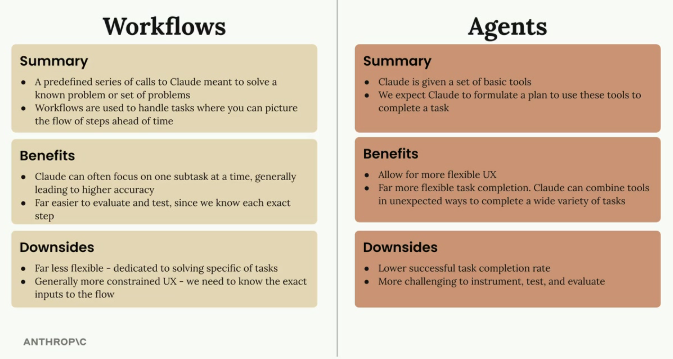 Workflows
Summary
● A predefined series of calls to Claude meant to solve a
known problem or set of problems
● Workflows are used to handle tasks where you can picture
the flow of steps ahead of time
Benefits
● Claude can often focus on one subtask at a time, generally
leading to higher accuracy
● Far easier to evaluate and test, since we know each exact
step
Downsides
● Far less flexible - dedicated to solving specific of tasks
● Generally more constrained UX - we need to know the exact
inputs to the flow
Agents
Summary
● Claude is given a set of basic tools
● We expect Claude to formulate a plan to use these tools to
complete a task
Benefits
● Allow for more flexible UX
● Far more flexible task completion. Claude can combine tools
in unexpected ways to complete a wide variety of tasks
Downsides
● Lower successful task completion rate
● More challenging to instrument, test, and evaluate
ANTHROP\C